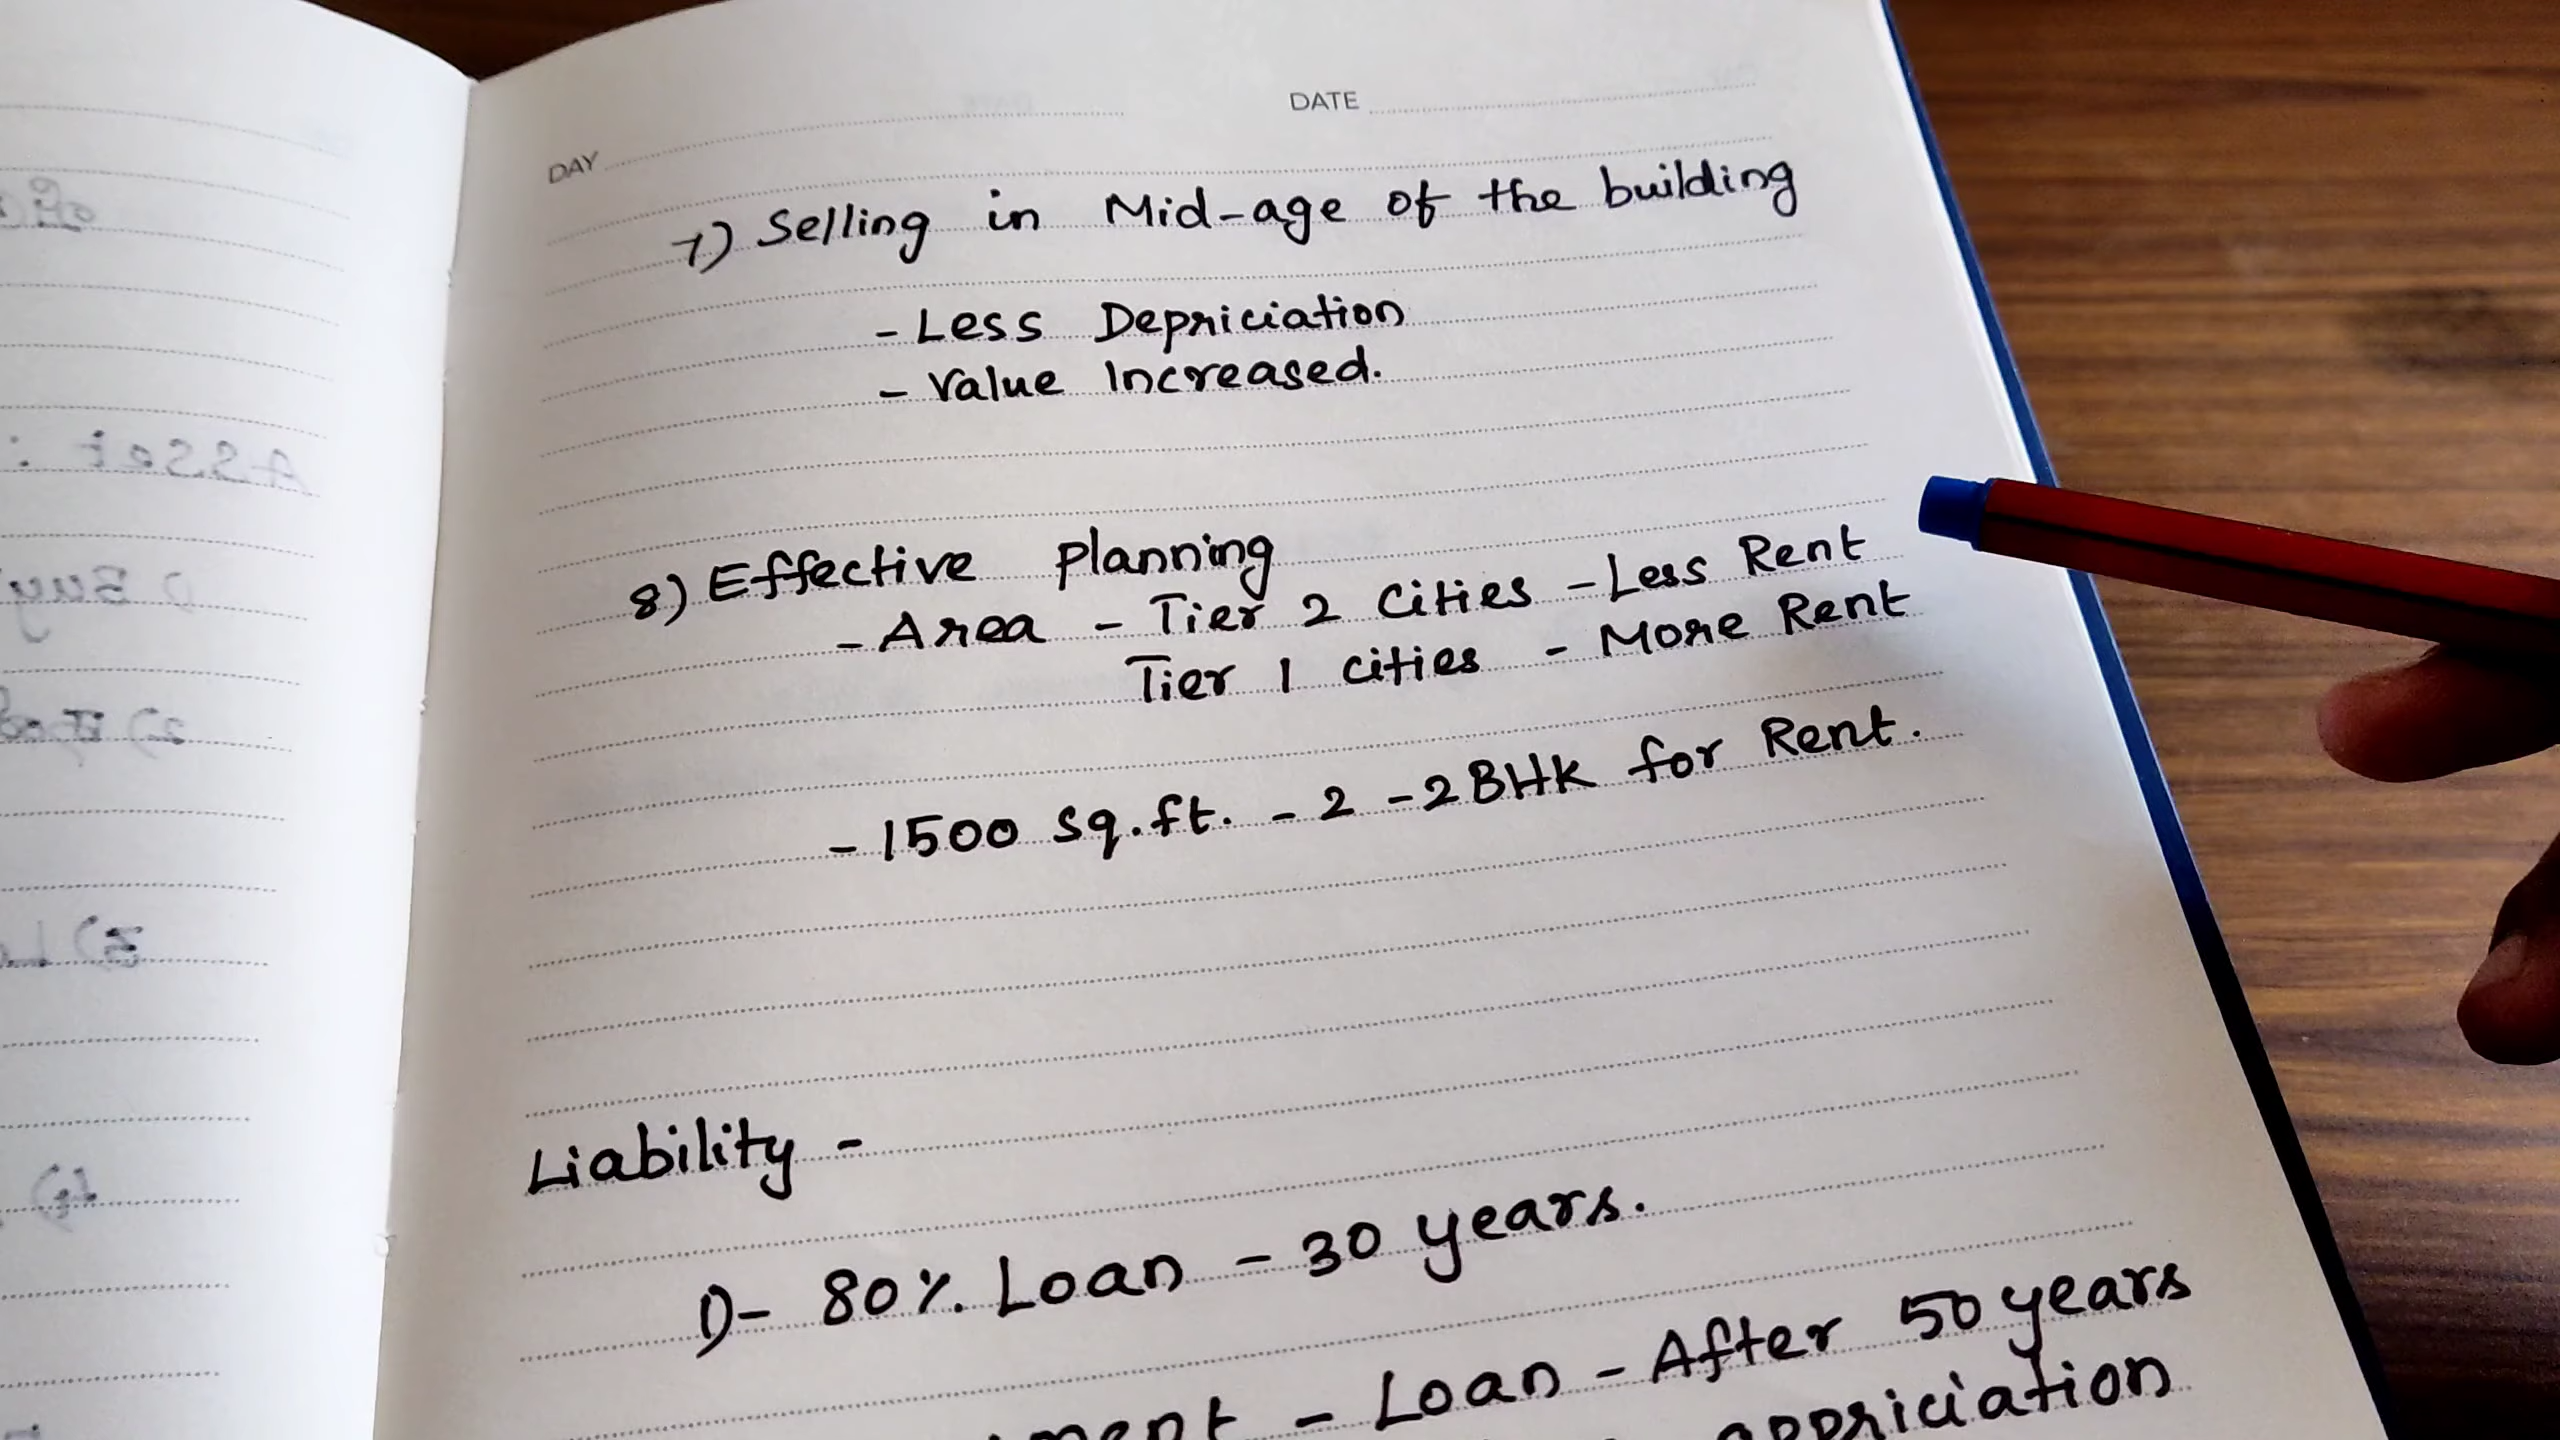 DAY
DATE
7) Selling in Mid-age of the building
- Less Depriciation
- Value Increased.
8) Effective planning
- Area - Tier 2 Cities - Less Rent
Tier 1 cities - More Rent
- 1500 sq.ft. - 2 - 2BHK for Rent.
Liability -
1)- 80% Loan - 30 years.
- Loan - After 50 years
appriciation